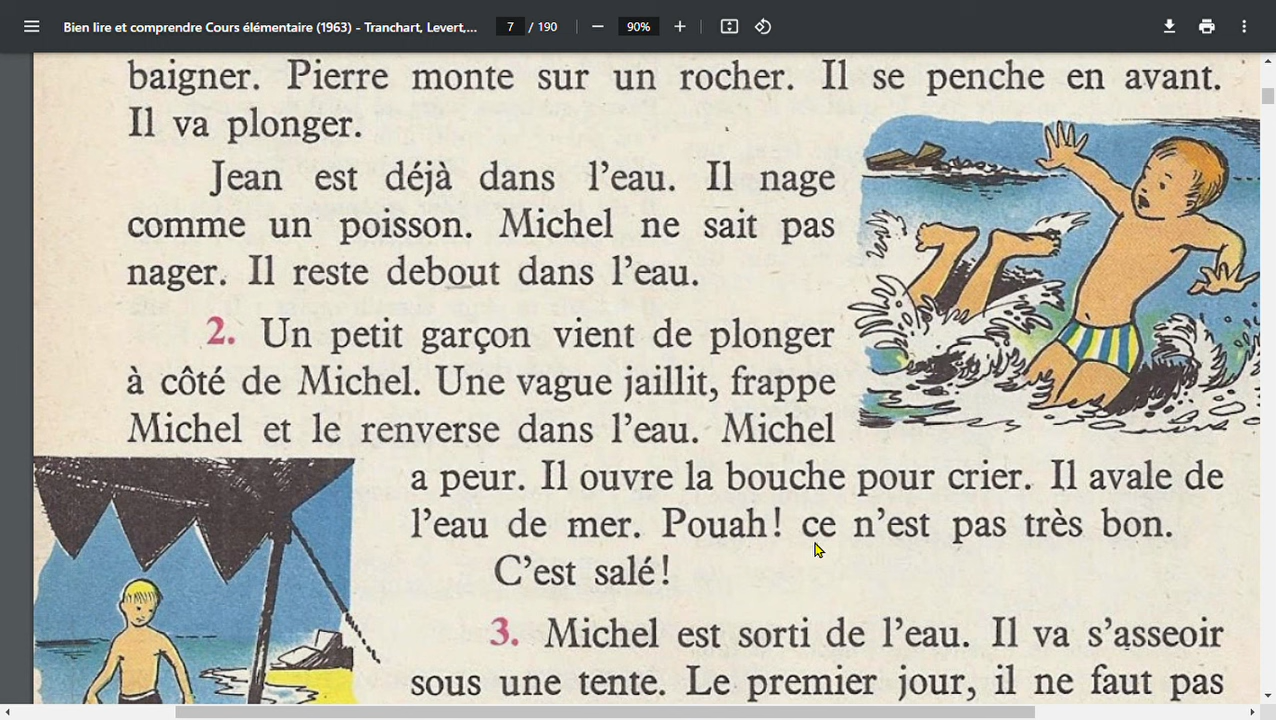 Bien lire et comprendre Cours élémentaire (1963) - Tranchart, Levert,...
7 / 190
90%
baigner. Pierre monte sur un rocher. Il se penche en avant.
Il va plonger.
Jean est déjà dans l'eau. Il nage
comme un poisson. Michel ne sait pas
nager. Il reste debout dans l'eau.
2. Un petit garçon vient de plonger
à côté de Michel. Une vague jaillit, frappe
Michel et le renverse dans l'eau. Michel
a peur. Il ouvre la bouche pour crier. Il avale de
l'eau de mer. Pouah! ce n'est pas très bon.
C'est salé!
3. Michel est sorti de l'eau. Il va s'asseoir
sous une tente. Le premier jour, il ne faut pas